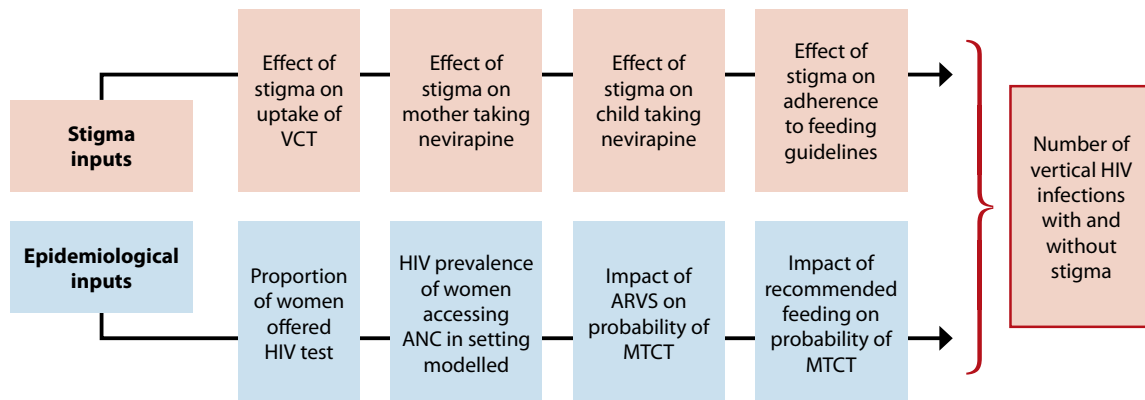 Stigma
inputs
Effect of
stigma on
uptake of
VCT
Effect of
stigma on
mother taking
nevirapine
Effect of
stigma on
child taking
nevirapine
Effect of
stigma on
adherence
to feeding
guidelines
Epidemiological
inputs
Proportion
of women
offered
HIV test
HIV prevalence
of women
accessing
ANC in setting
modelled
Impact of
ARVS on
probability of
MTCT
Impact of
recommended
feeding on
probability of
MTCT
Number of
vertical HIV
infections
with and
without
stigma